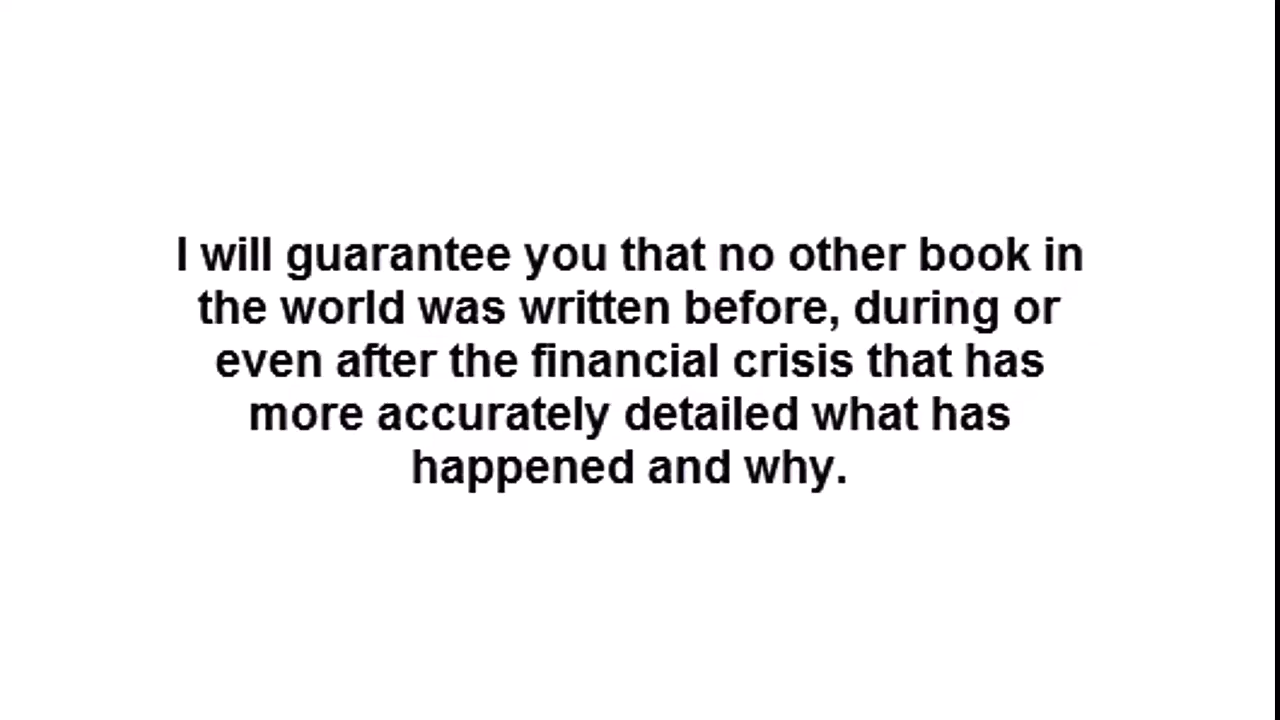 I will guarantee you that no other book in
the world was written before, during or
even after the financial crisis that has
more accurately detailed what has
happened and why.